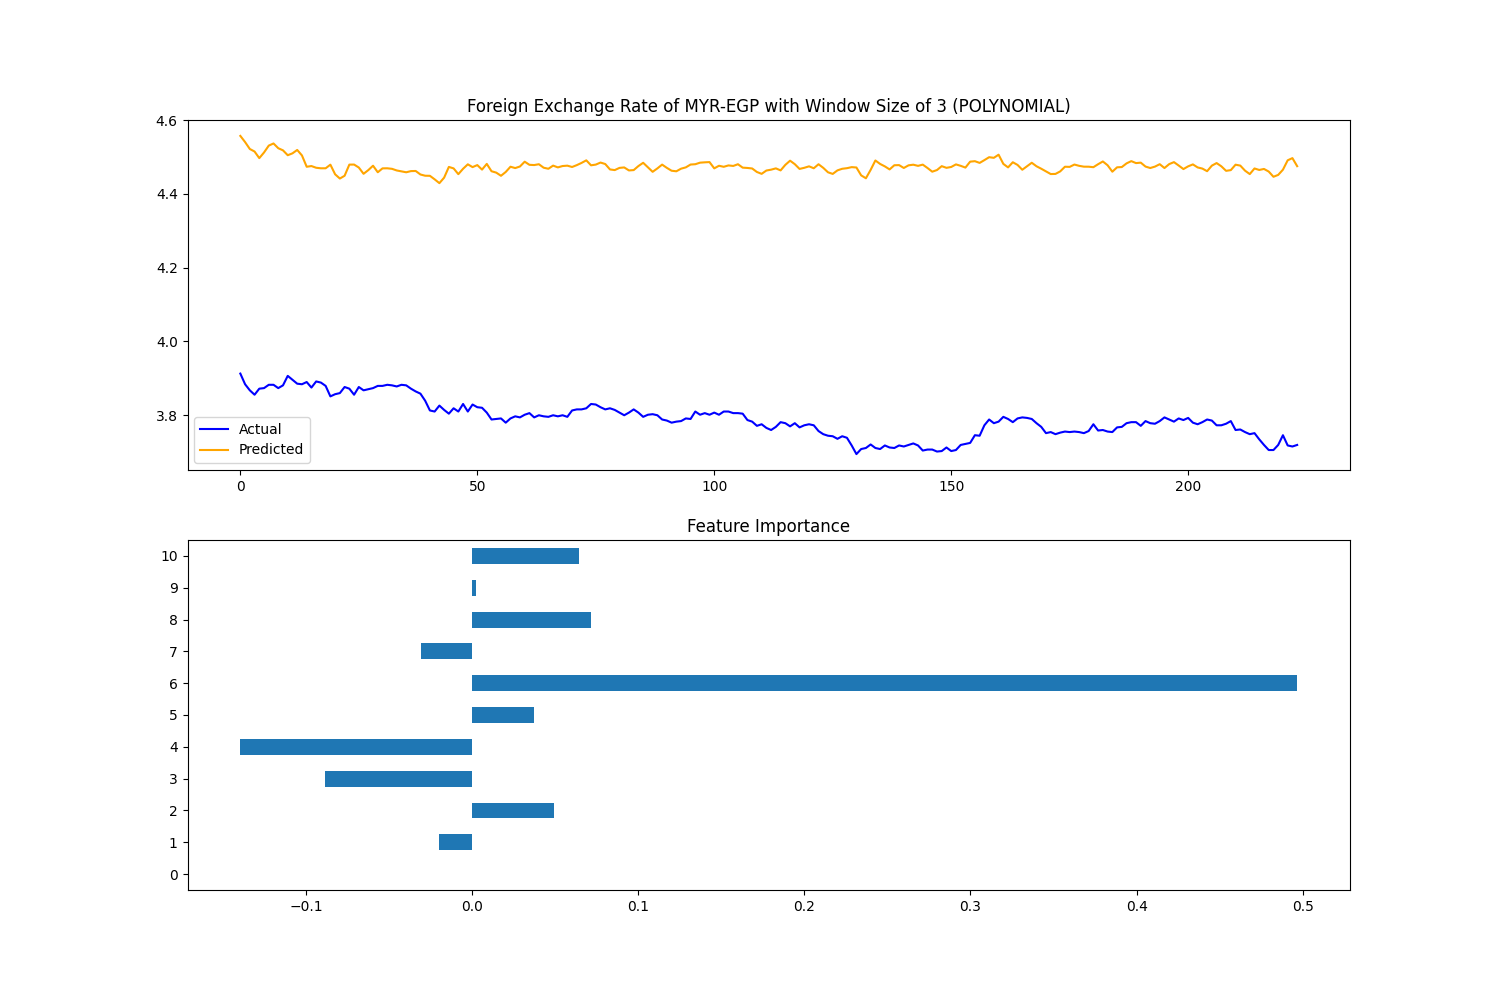 Foreign Exchange Rate of MYR-EGP with Window Size of 3 (POLYNOMIAL)
4.6
4.4
4.2
4.0
3.8
Actual
Predicted
0 50 100 150 200
Feature Importance
10
9
8
7
6
5
4
3
2
1
0
−0.1 0.0 0.1 0.2 0.3 0.4 0.5